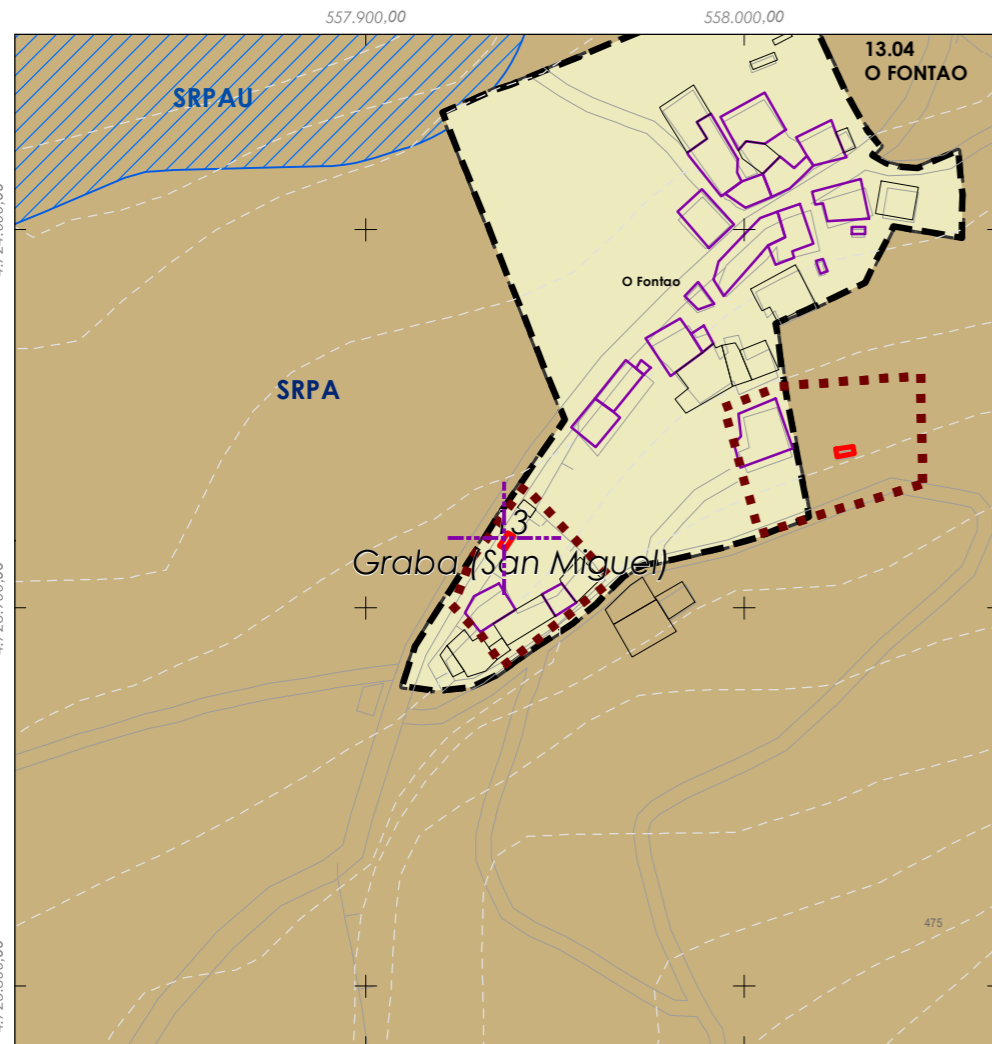 557.900,00
558.000,00
13.04
O FONTAO
SRPAU
O Fontao
SRPA
3
Graba (San Miguel)
475